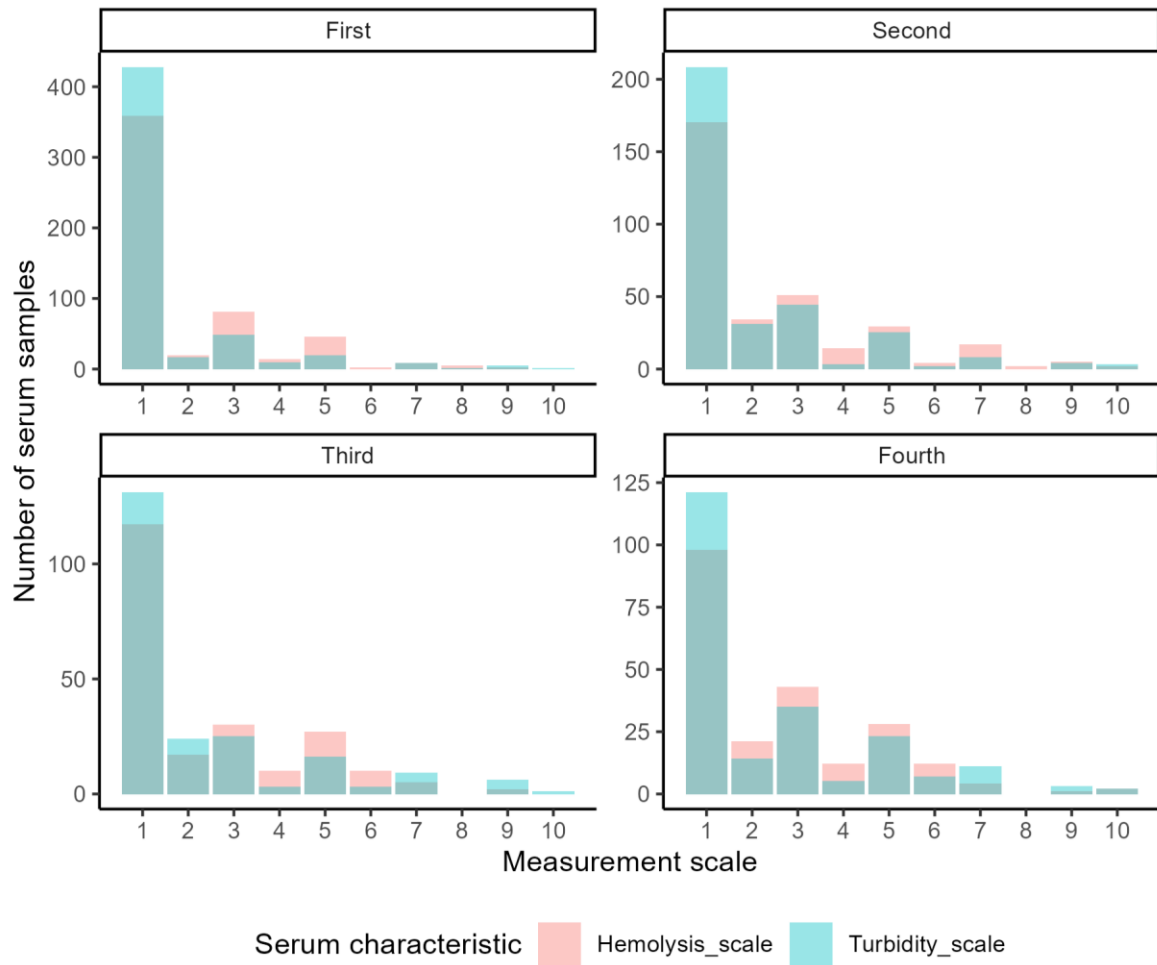 First
Second
Number of serum samples
400
300
200
100
0
1 2 3 4 5 6 7 8 9 10
200
150
100
50
0
1 2 3 4 5 6 7 8 9 10
Third
Fourth
100
50
0
1 2 3 4 5 6 7 8 9 10
125
100
75
50
25
0
1 2 3 4 5 6 7 8 9 10
Measurement scale
Serum characteristic Hemolysis_scale Turbidity_scale